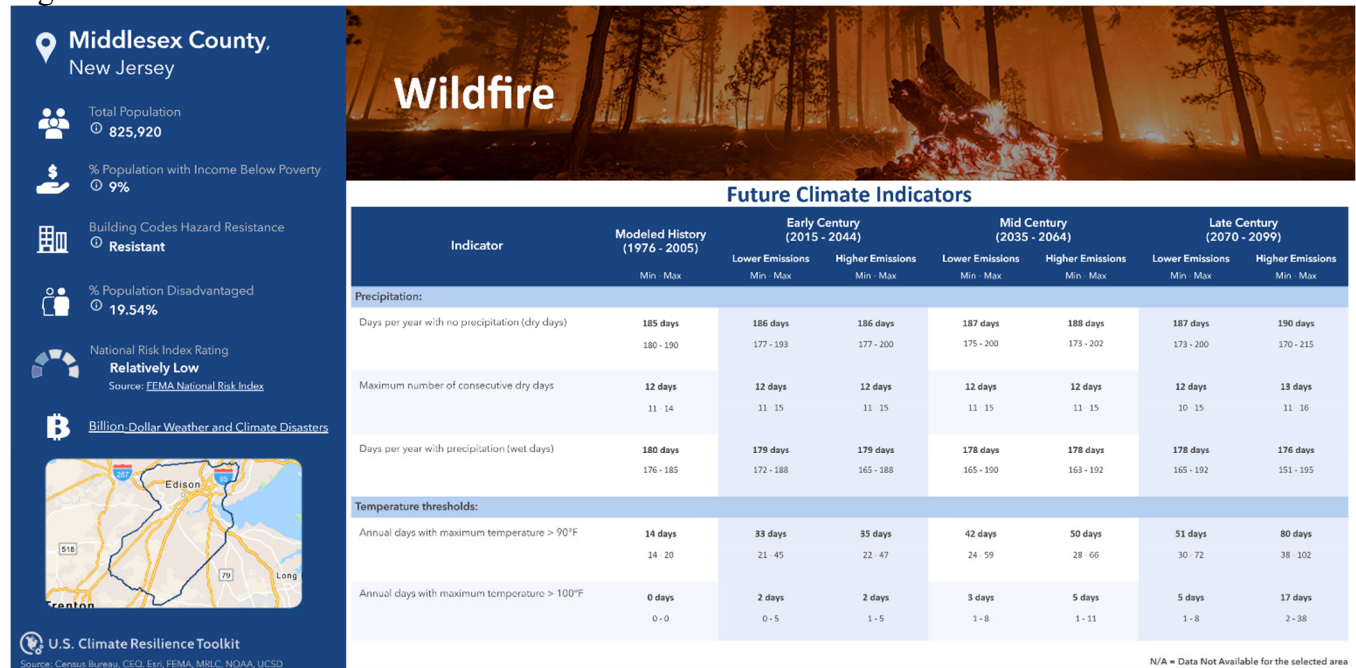 Middlesex County,
New Jersey
Total Population
825,920
% Population with Income Below Poverty
9%
Building Codes Hazard Resistance
Resistant
% Population Disadvantaged
19.54%
National Risk Index Rating
Relatively Low
Source: FEMA National Risk Index
Billion-Dollar Weather and Climate Disasters
287
95
Edison
518
79
Long
Trenton
U.S. Climate Resilience Toolkit
Source: Census Bureau, CEQ, Esri, FEMA, MRLC, NOAA, UCSD
Wildfire
Future Climate Indicators
Indicator
Modeled History
(1976 - 2005)
Early Century
(2015 - 2044)
Mid Century
(2035 - 2064)
Late Century
(2070 - 2099)
Lower Emissions Higher Emissions Lower Emissions Higher Emissions Lower Emissions Higher Emissions
Min - Max Min - Max Min - Max Min - Max Min - Max Min - Max Min - Max
Precipitation:
Days per year with no precipitation (dry days) 185 days 186 days 186 days 187 days 188 days 187 days 190 days
180 - 190 177 - 193 177 - 200 175 - 200 173 - 202 173 - 200 170 - 215
Maximum number of consecutive dry days 12 days 12 days 12 days 12 days 12 days 12 days 13 days
11 - 14 11 - 15 11 - 15 11 - 15 11 - 15 10 - 15 11 - 16
Days per year with precipitation (wet days) 180 days 179 days 179 days 178 days 178 days 178 days 176 days
176 - 185 172 - 188 165 - 188 165 - 190 163 - 192 165 - 192 151 - 195
Temperature thresholds:
Annual days with maximum temperature > 90°F 14 days 33 days 35 days 42 days 50 days 51 days 80 days
14 - 20 21 - 45 22 - 47 24 - 59 28 - 66 30 - 72 38 - 102
Annual days with maximum temperature > 100°F 0 days 2 days 2 days 3 days 5 days 5 days 17 days
0 - 0 0 - 5 1 - 5 1 - 8 1 - 11 1 - 8 2 - 38
N/A = Data Not Available for the selected area